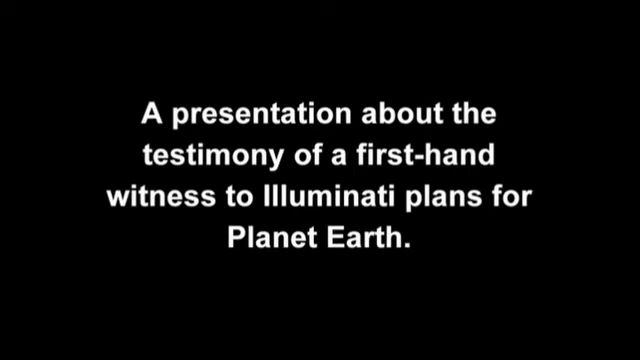 A presentation about the
testimony of a first-hand
witness to Illuminati plans for
Planet Earth.